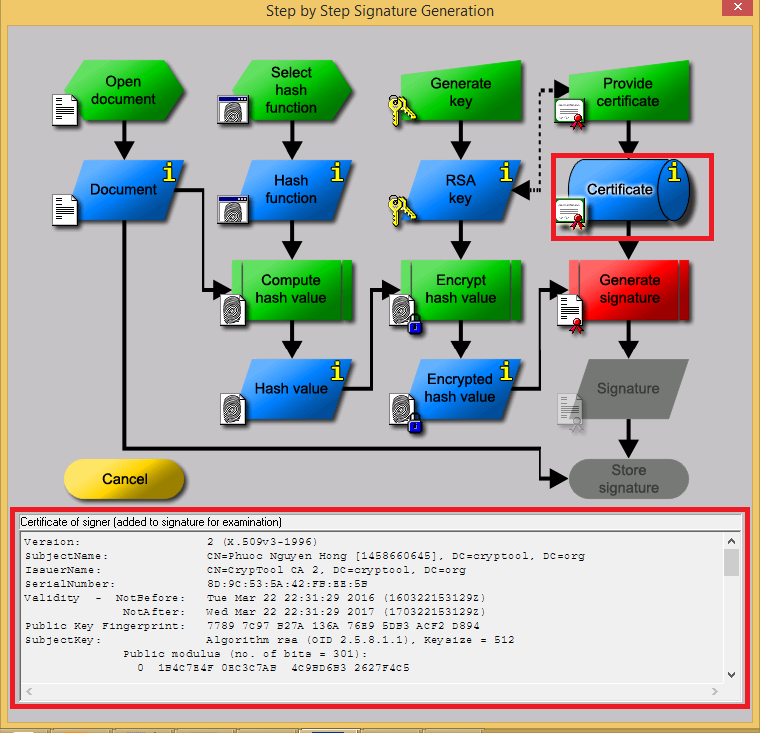 Step by Step Signature Generation
x
Open
document
Select
hash
function
Generate
key
Provide
certificate
Document
i
Hash
function
i
RSA
key
i
Certificate
i
Compute
hash value
Encrypt
hash value
Generate
signature
Hash value
i
Encrypted
hash value
i
Signature
Cancel
Store
signature
Certificate of signer (added to signature for examination)
Version: 2 (X.509v3-1996)
SubjectName: CN=Phuoc Nguyen Hong [1458660645], DC=cryptool, DC=org
IssuerName: CN=CrypTool CA 2, DC=cryptool, DC=org
SerialNumber: 8D:9C:53:5A:42:FB:EE:5B
Validity - NotBefore: Tue Mar 22 22:31:29 2016 (160322153129Z)
NotAfter: Wed Mar 22 22:31:29 2017 (170322153129Z)
Public Key Fingerprint: 7789 7C97 B27A 136A 76E9 5DB3 ACF2 D894
SubjectKey: Algorithm rsa (OID 2.5.8.1.1), Keysize = 512
Public modulus (no. of bits = 301):
0 1B4C7E4F 0EC3C7AB 4C9BD6B3 2627F4C5